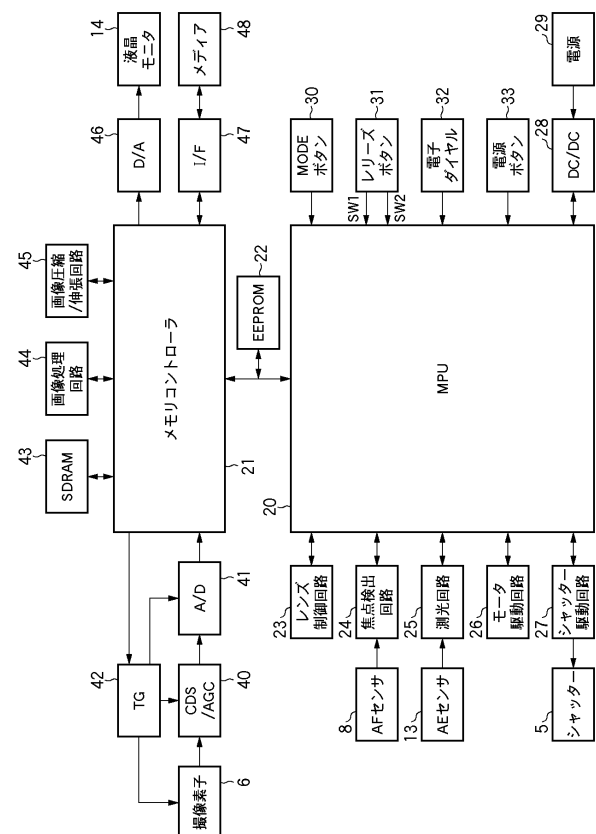 14
液晶
モニタ
48
メディア
46
D/A
47
I/F
45
画像圧縮
/伸張回路
44
画像処理
回路
43
SDRAM
メモリコントローラ
21
22
EEPROM
42
TG
41
A/D
40
CDS
/AGC
6
撮像素子
29
電源
30
MODE
ボタン
31
レリーズ
ボタン
32
電子
ダイヤル
33
電源
ボタン
28
DC/DC
SW1
SW2
MPU
20
23
レンズ
制御回路
24
焦点検出
回路
25
測光回路
26
モータ
駆動回路
27
シャッター
駆動回路
8
AFセンサ
13
AEセンサ
5
シャッター